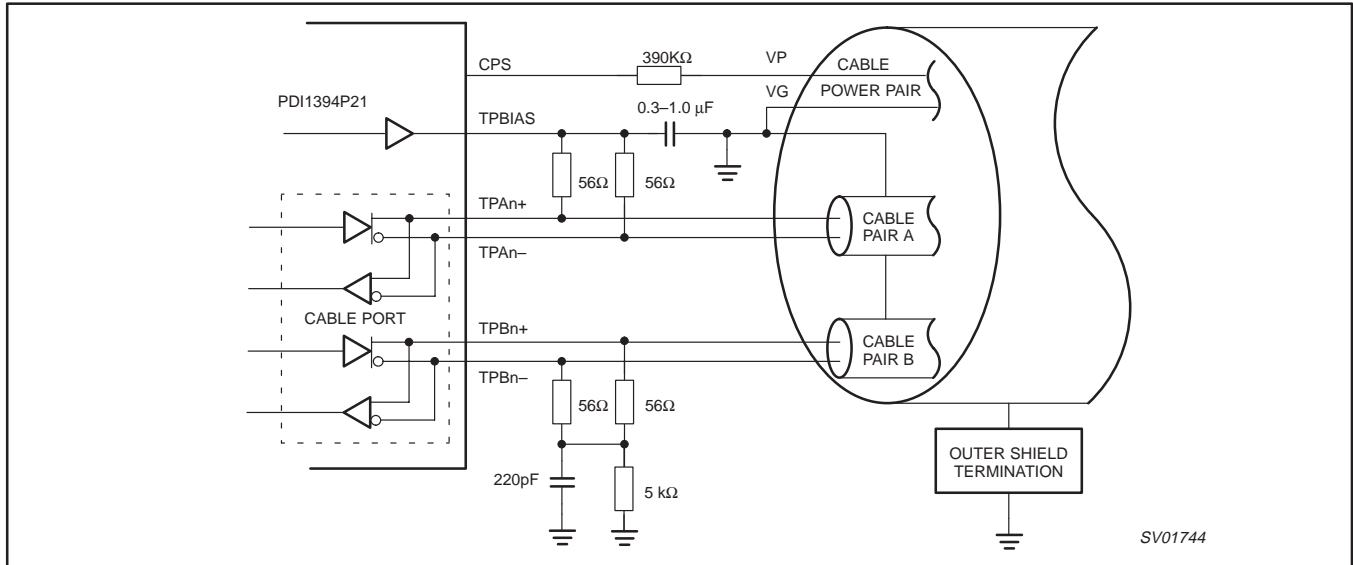 390KΩ
CPS
VP
CABLE
POWER PAIR
VG
PDI1394P21
0.3–1.0 μF
TPBIAS
56Ω
56Ω
TPAn+
CABLE
PAIR A
TPAn–
CABLE PORT
TPBn+
CABLE
PAIR B
TPBn–
56Ω
56Ω
OUTER SHIELD
TERMINATION
220pF
5 kΩ
SV01744